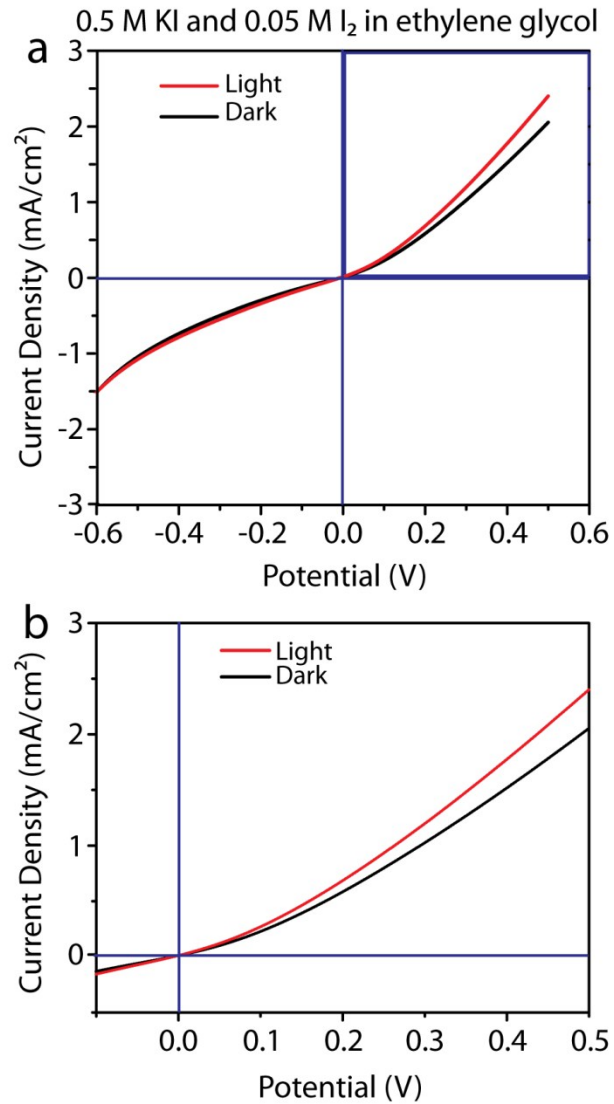 0.5 M KI and 0.05 M I₂ in ethylene glycol
a
3
2
1
0
-1
-2
-3
Light
Dark
Current Density (mA/cm²)
-0.6 -0.4 -0.2 0.0 0.2 0.4 0.6
Potential (V)
b
3
2
1
0
Light
Dark
Current Density (mA/cm²)
0.0 0.1 0.2 0.3 0.4 0.5
Potential (V)